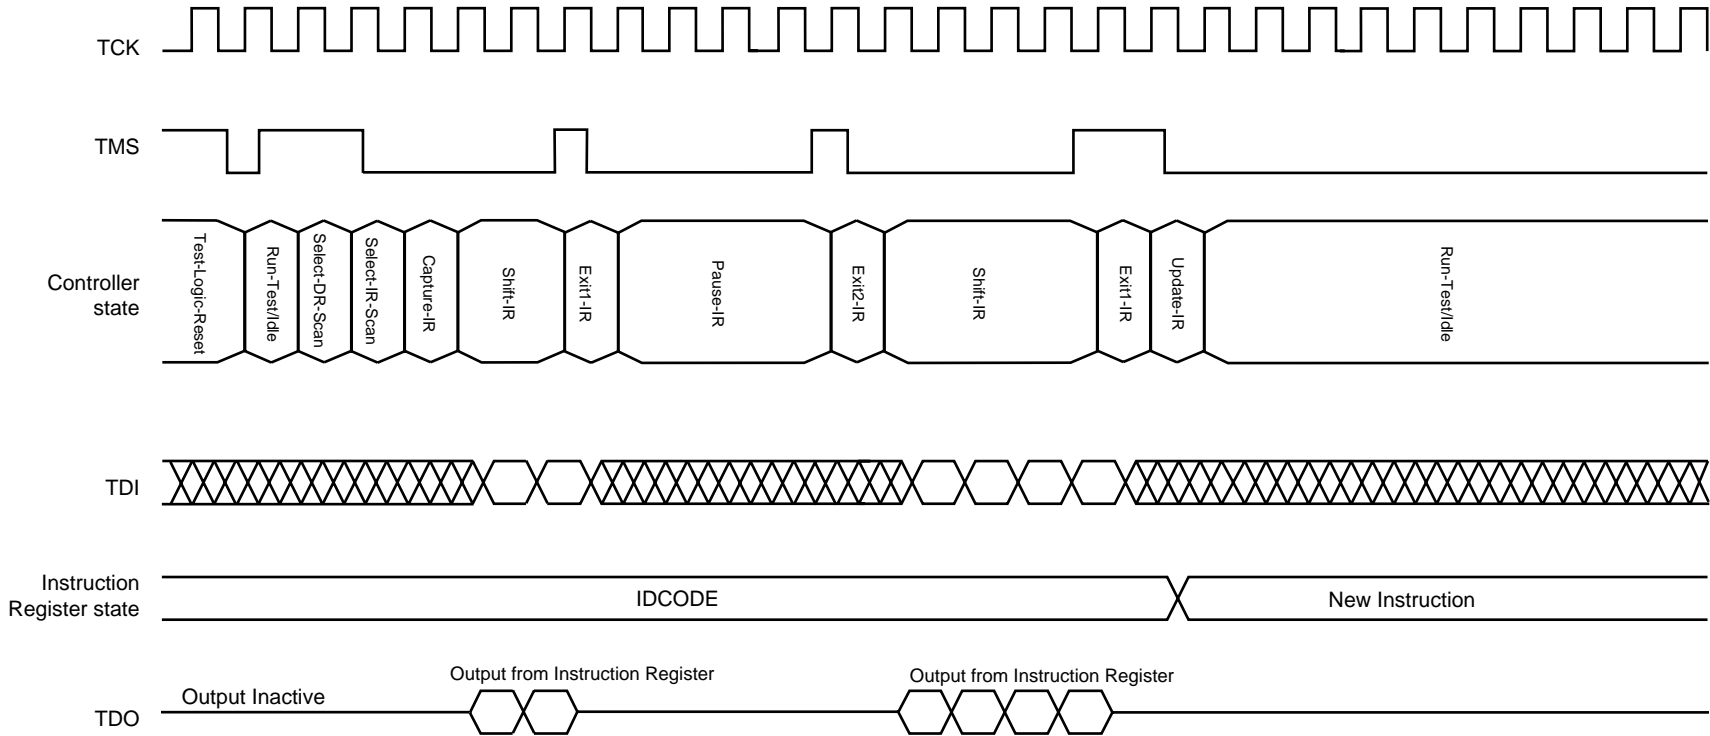 TCK
TMS
Controller
state
Test-Logic-Reset
Run-Test/Idle
Select-DR-Scan
Select-IR-Scan
Capture-IR
Shift-IR
Exit1-IR
Pause-IR
Exit2-IR
Shift-IR
Exit1-IR
Update-IR
Run-Test/Idle
TDI
Instruction
Register state
IDCODE
New Instruction
Output from Instruction Register
Output from Instruction Register
Output Inactive
TDO